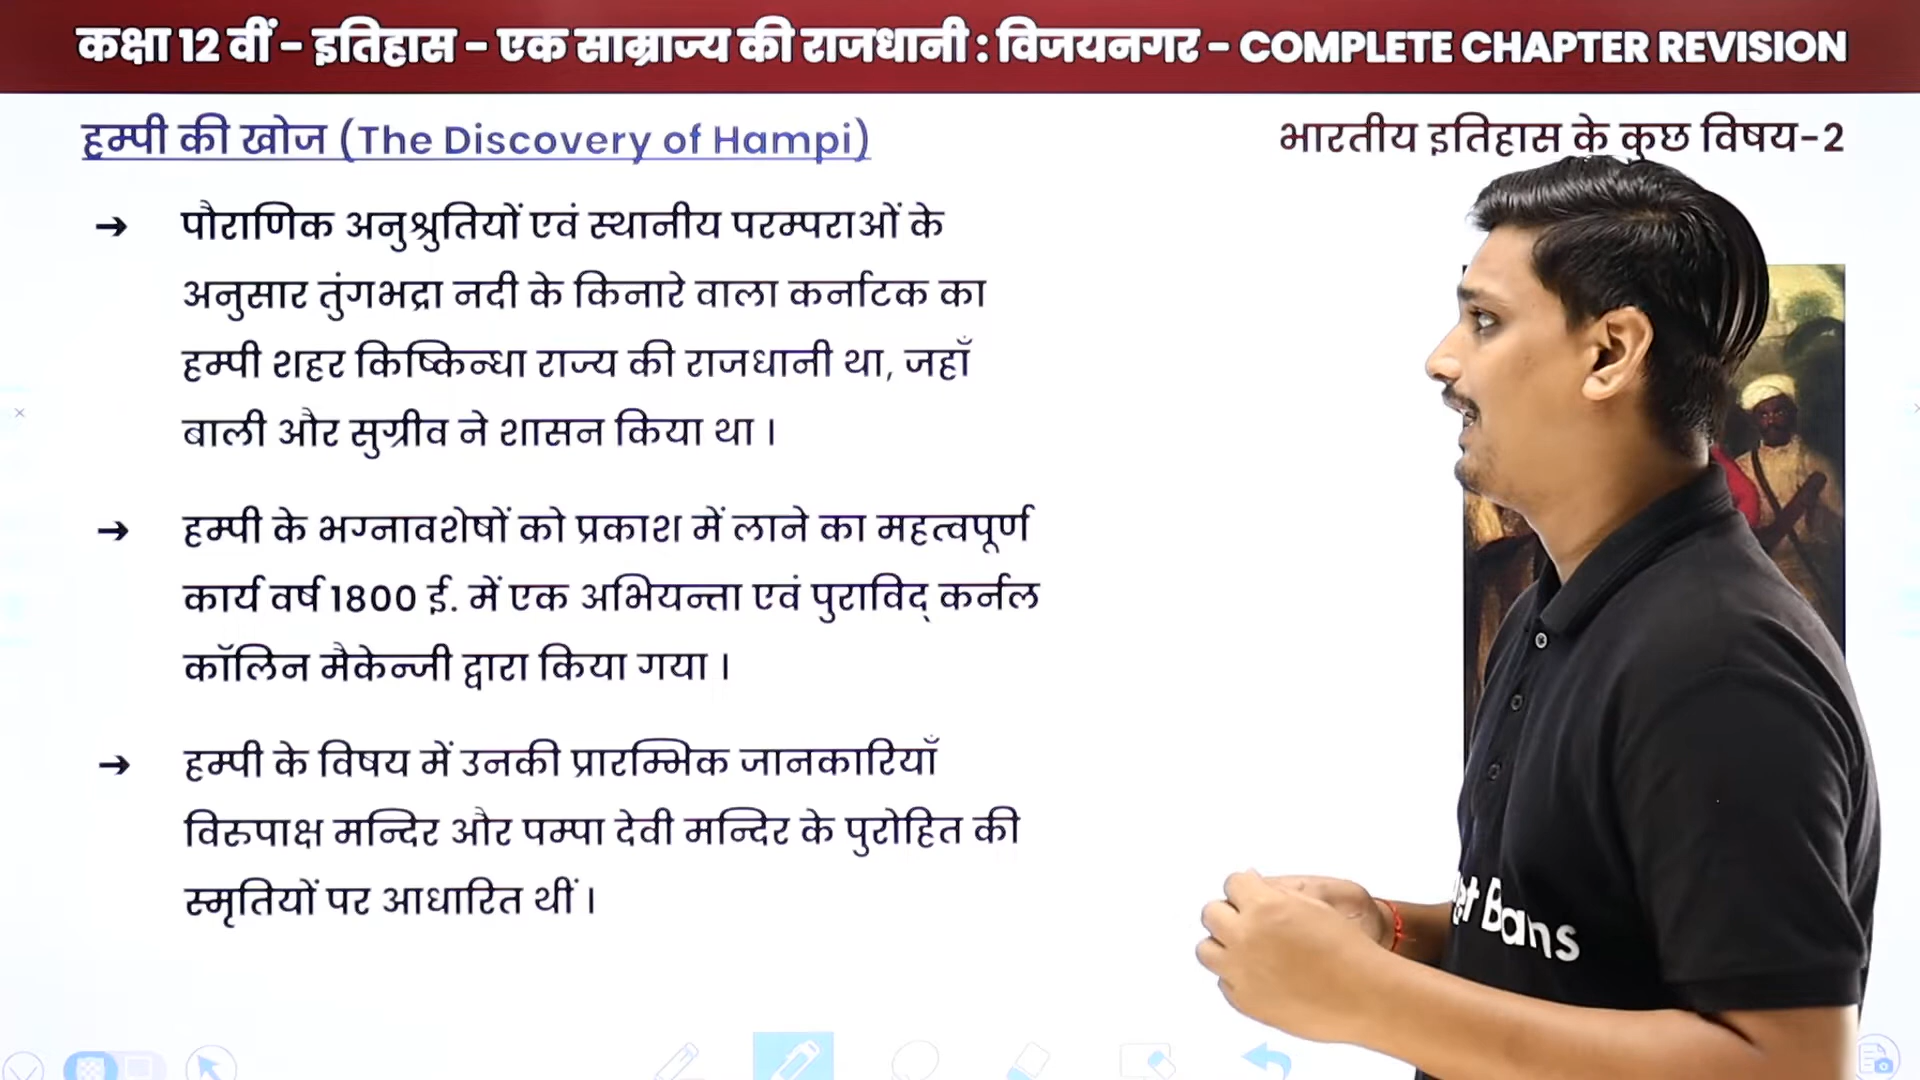 कक्षा 12 वीं - इतिहास - एक साम्राज्य की राजधानी : विजयनगर - COMPLETE CHAPTER REVISION
हम्पी की खोज (The Discovery of Hampi)
भारतीय इतिहास के कुछ विषय-2
→ पौराणिक अनुश्रुतियों एवं स्थानीय परम्पराओं के
अनुसार तुंगभद्रा नदी के किनारे वाला कर्नाटक का
हम्पी शहर किष्किन्धा राज्य की राजधानी था, जहाँ
बाली और सुग्रीव ने शासन किया था ।
→ हम्पी के भग्नावशेषों को प्रकाश में लाने का महत्वपूर्ण
कार्य वर्ष 1800 ई. में एक अभियन्ता एवं पुराविद् कर्नल
कॉलिन मैकेन्जी द्वारा किया गया ।
→ हम्पी के विषय में उनकी प्रारम्भिक जानकारियाँ
विरुपाक्ष मन्दिर और पम्पा देवी मन्दिर के पुरोहित की
स्मृतियों पर आधारित थीं ।